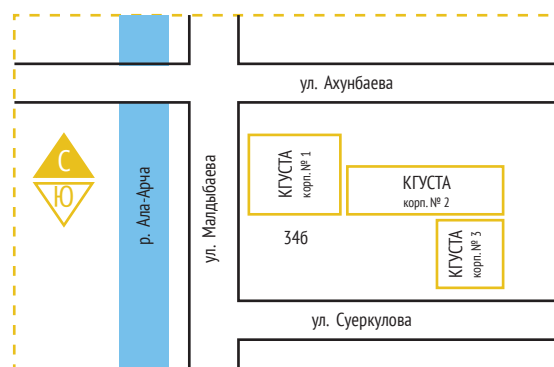 ул. Ахунбаева
С
Ю
р. Ала-Арча
ул. Малдыбаева
КГУСТА
корп. № 1
КГУСТА
корп. № 2
34б
КГУСТА
корп. № 3
ул. Суеркулова